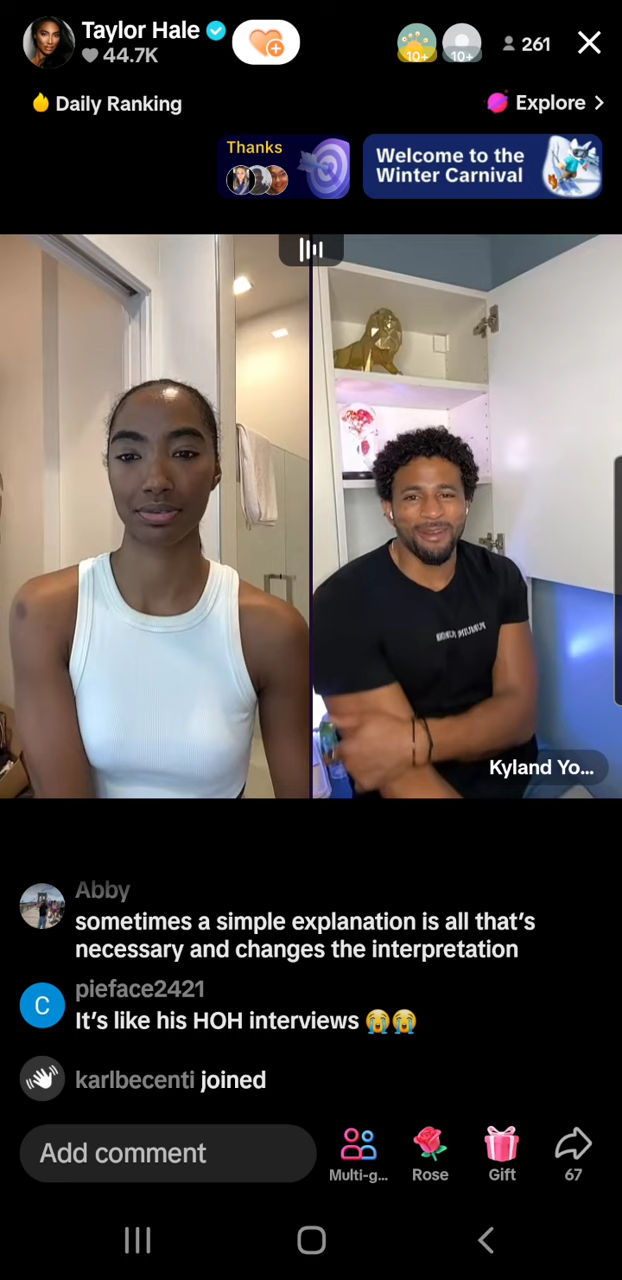 Taylor Hale
44.7K
10+
10+
261
Daily Ranking
Explore
Thanks
Welcome to the
Winter Carnival
Kyland Yo...
Abby
sometimes a simple explanation is all that's
necessary and changes the interpretation
C
pieface2421
It's like his HOH interviews 😭😭
karlbecenti joined
Add comment
Multi-g...
Rose
Gift
67